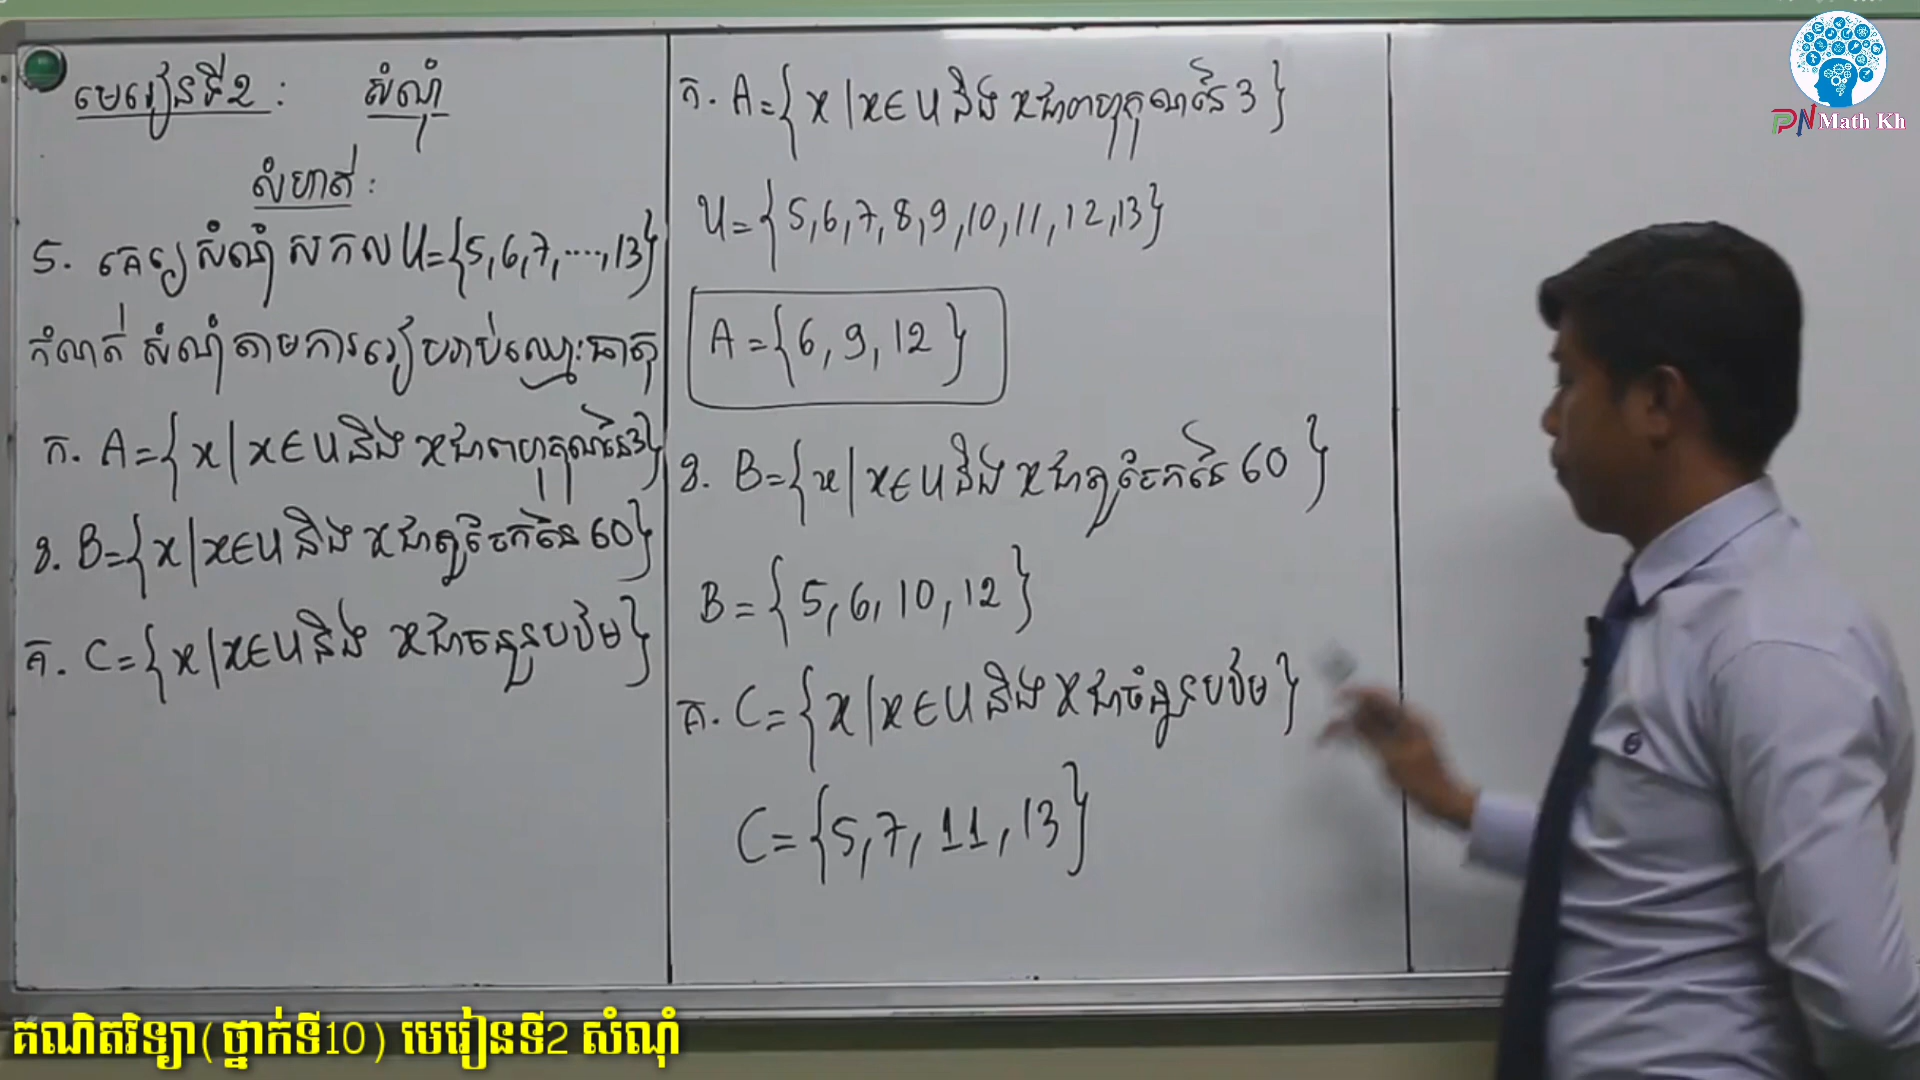 មេរៀនទី2 : សំណុំ
សំហាត់ :
5. គេឲ្យសំណុំសកល U={5,6,7,....,13}
កំណត់ សំណុំតាមការរៀបរាប់ឈ្មោះធាតុ
ក. A={x|x∈U និង xជាពហុគុណនៃ3}
ខ. B={x|x∈U និង xជាតួចែកនៃ 60}
គ. C={x|x∈U និង xជាចំនួនបឋម}
ក. A={x|x∈U និង xជាពហុគុណនៃ 3}
U={5,6,7,8,9,10,11,12,13}
A={6,9,12}
ខ. B={x|x∈U និង xជាតួចែកនៃ 60}
B={5,6,10,12}
គ. C={x|x∈U និង xជាចំនួនបឋម}
C={5,7,11,13}
PN Math Kh
គណិតវិទ្យា(ថ្នាក់ទី10) មេរៀនទី2 សំណុំ